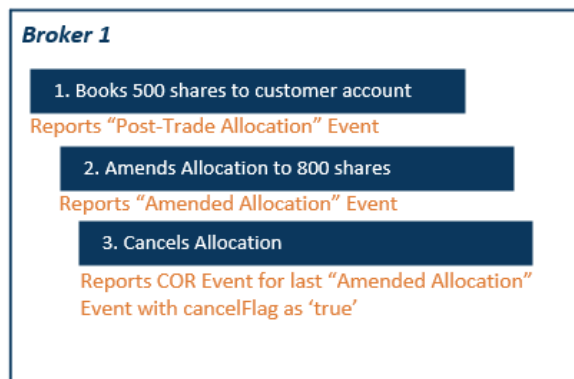 Broker 1
1. Books 500 shares to customer account
Reports “Post-Trade Allocation” Event
2. Amends Allocation to 800 shares
Reports “Amended Allocation” Event
3. Cancels Allocation
Reports COR Event for last “Amended Allocation”
Event with cancelFlag as ‘true’